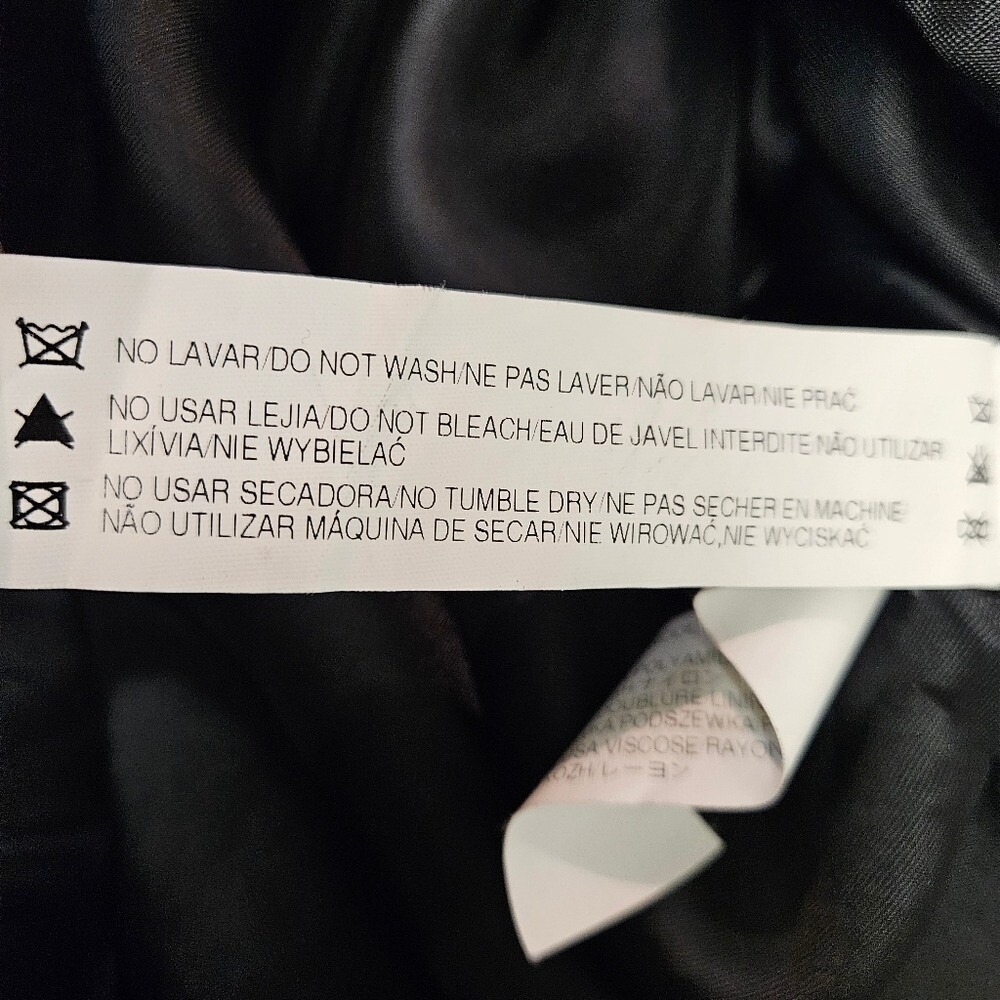 NO LAVAR/DO NOT WASH/NE PAS LAVER/NÃO LAVAR/NIE PRAĆ
NO USAR LEJIA/DO NOT BLEACH/EAU DE JAVEL INTERDITE/NÃO UTILIZAR
LIXÍVIA/NIE WYBIELAĆ
NO USAR SECADORA/NO TUMBLE DRY/NE PAS SECHER EN MACHINE
NÃO UTILIZAR MÁQUINA DE SECAR/NIE WIROWAĆ,NIE WYCISKAĆ
PODSZEWKA
VISCOSE/RAYON
レーヨン